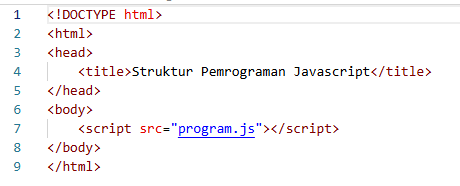 1 <!DOCTYPE html>
2 <html>
3 <head>
4     <title>Struktur Pemrograman Javascript</title>
5 </head>
6 <body>
7     <script src="program.js"></script>
8 </body>
9 </html>